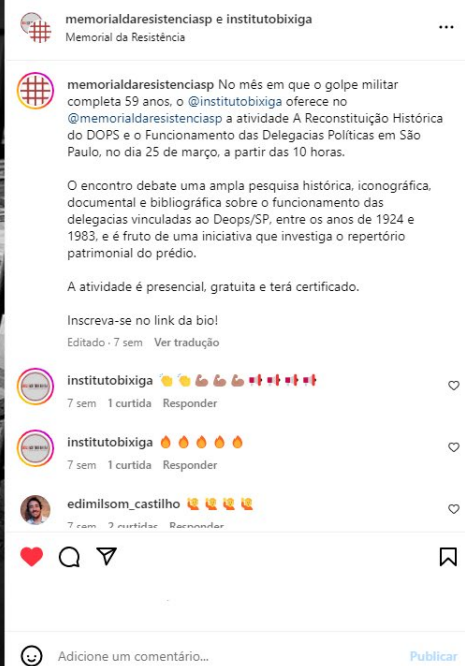 memorialdaresistenciasp e institutobixiga
Memorial da Resistência
memorialdaresistenciasp No mês em que o golpe militar
completa 59 anos, o @institutobixiga oferece no
@memorialdaresistenciasp a atividade A Reconstituição Histórica
do DOPS e o Funcionamento das Delegacias Políticas em São
Paulo, no dia 25 de março, a partir das 10 horas.
O encontro debate uma ampla pesquisa histórica, iconográfica,
documental e bibliográfica sobre o funcionamento das
delegacias vinculadas ao Deops/SP, entre os anos de 1924 e
1983, e é fruto de uma iniciativa que investiga o repertório
patrimonial do prédio.
A atividade é presencial, gratuita e terá certificado.
Inscreva-se no link da bio!
Editado · 7 sem Ver tradução
institutobixiga 👏👏💪🏽💪🏽💪🏽📢📢📢📢
7 sem 1 curtida Responder
institutobixiga 🔥🔥🔥🔥🔥
7 sem 1 curtida Responder
edimilsom_castilho 👏👏👏👏
7 sem 2 curtidas Responder
Adicione um comentário...
Publicar